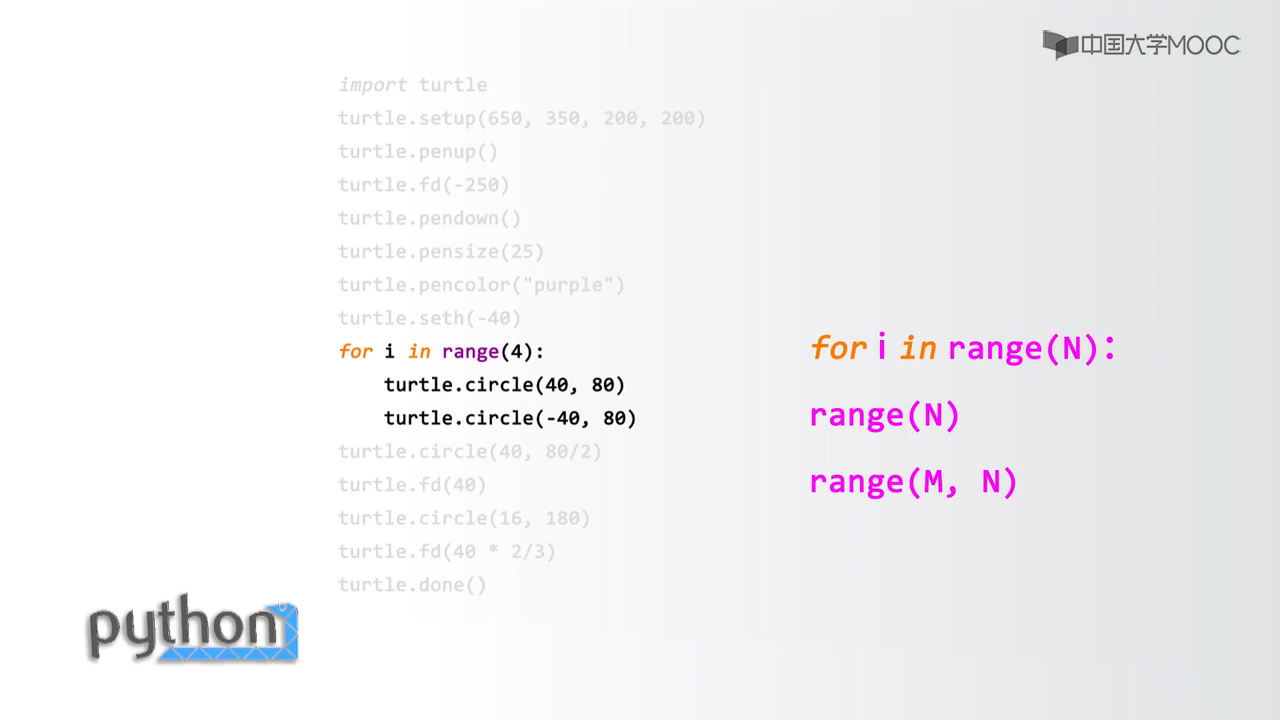 中国大学MOOC
import turtle
turtle.setup(650, 350, 200, 200)
turtle.penup()
turtle.fd(-250)
turtle.pendown()
turtle.pensize(25)
turtle.pencolor("purple")
turtle.seth(-40)
for i in range(4):
    turtle.circle(40, 80)
    turtle.circle(-40, 80)
turtle.circle(40, 80/2)
turtle.fd(40)
turtle.circle(16, 180)
turtle.fd(40 * 2/3)
turtle.done()
for i in range(N):
range(N)
range(M, N)
python